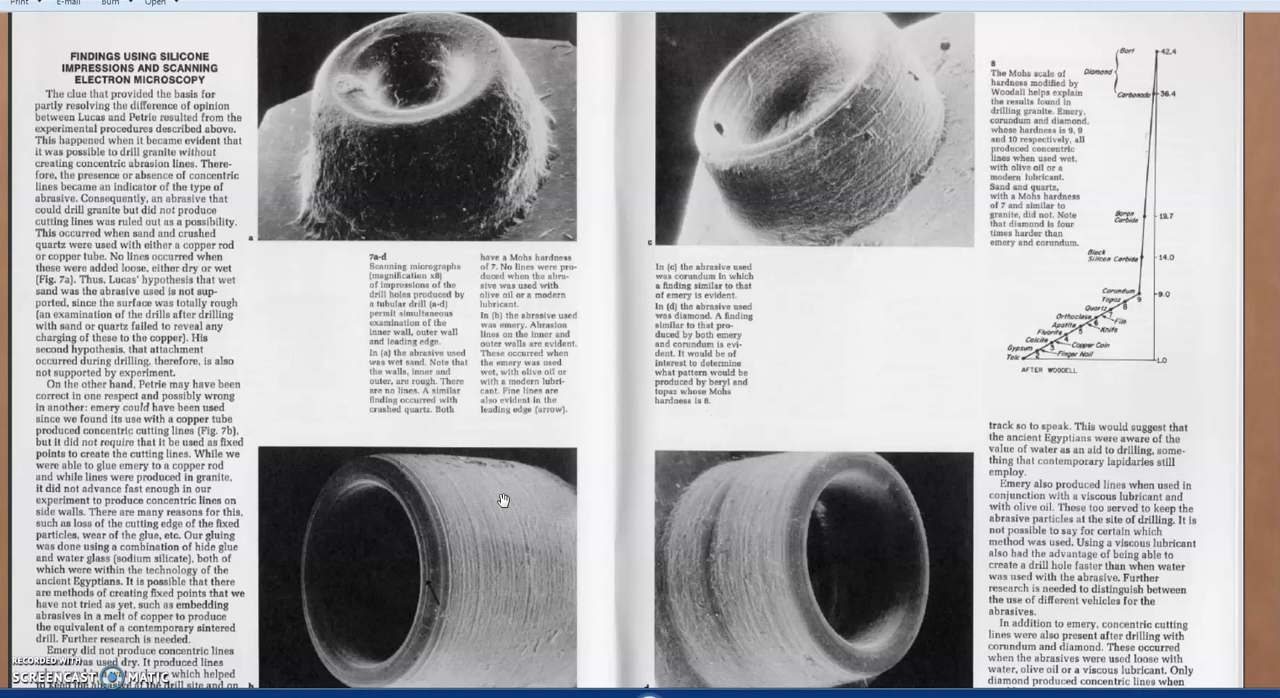 Print
E-mail
Burn
Open
FINDINGS USING SILICONE
IMPRESSIONS AND SCANNING
ELECTRON MICROSCOPY
The clue that provided the basis for
partly resolving the difference of opinion
between Lucas and Petrie resulted from the
experimental procedures described above.
This happened when it became evident that
it was possible to drill granite without
creating concentric abrasion lines. There-
fore, the presence or absence of concentric
lines became an indicator of the type of
abrasive. Consequently, an abrasive that
could drill granite but did not produce
cutting lines was ruled out as a possibility.
This occurred when sand and crushed
quartz were used with either a copper rod
or copper tube. No lines occurred when
these were added loose, either dry or wet
(Fig. 7a). Thus, Lucas' hypothesis that wet
sand was the abrasive used is not sup-
ported, since the surface was totally rough
(an examination of the drills after drilling
with sand or quartz failed to reveal any
charging of these to the copper). His
second hypothesis, that attachment
occurred during drilling, therefore, is also
not supported by experiment.
On the other hand, Petrie may have been
correct in one respect and possibly wrong
in another: emery could have been used
since we found its use with a copper tube
produced concentric cutting lines (Fig. 7b),
but it did not require that it be used as fixed
points to create the cutting lines. While we
were able to glue emery to a copper rod
and while lines were produced in granite,
it did not advance fast enough in our
experiment to produce concentric lines on
side walls. There are many reasons for this,
such as loss of the cutting edge of the fixed
particles, wear of the glue, etc. Our gluing
was done using a combination of hide glue
and water glass (sodium silicate), both of
which were within the technology of the
ancient Egyptians. It is possible that there
are methods of creating fixed points that we
have not tried as yet, such as embedding
abrasives in a melt of copper to produce
the equivalent of a contemporary sintered
drill. Further research is needed.
Emery did not produce concentric lines
was used dry. It produced lines
which helped
RECORDED WITH
SCREENCAST MATIC
a
7a-d
Scanning micrographs
(magnification x8)
of impressions of the
drill holes produced by
a tubular drill (a-d)
permit simultaneous
examination of the
inner wall, outer wall
and leading edge.
In (a) the abrasive used
was wet sand. Note that
the walls, inner and
outer, are rough. There
are no lines. A similar
finding occurred with
crushed quartz. Both
have a Mohs hardness
of 7. No lines were pro-
duced when the abra-
sive was used with
olive oil or a modern
lubricant.
In (b) the abrasive used
was emery. Abrasion
lines on the inner and
outer walls are evident.
These occurred when
the emery was used
wet, with olive oil or
with a modern lubri-
cant. Fine lines are
also evident in the
leading edge (arrow).
b
c
In (c) the abrasive used
was corundum in which
a finding similar to that
of emery is evident.
In (d) the abrasive used
was diamond. A finding
similar to that pro-
duced by both emery
and corundum is evi-
dent. It would be of
interest to determine
what pattern would be
produced by beryl and
topaz whose Mohs
hardness is 8.
d
8
The Mohs scale of
hardness modified by
Woodall helps explain
the results found in
drilling granite. Emery,
corundum and diamond,
whose hardness is 9, 9
and 10 respectively, all
produced concentric
lines when used wet,
with olive oil or a
modern lubricant.
Sand and quartz,
with a Mohs hardness
of 7 and similar to
granite, did not. Note
that diamond is four
times harder than
emery and corundum.
Bort
42.4
Diamond
Carbonado
36.4
Boron
Carbide
19.7
Black
Silicon Carbide
14.0
Corundum
9
9.0
Topaz
8
Quartz
7
File
Orthoclase
6
Knife
Apatite
5
Fluorite
4
Copper Coin
Calcite
3
Finger Nail
Gypsum
2
Talc
1.0
AFTER WOODELL
track so to speak. This would suggest that
the ancient Egyptians were aware of the
value of water as an aid to drilling, some-
thing that contemporary lapidaries still
employ.
Emery also produced lines when used in
conjunction with a viscous lubricant and
with olive oil. These too served to keep the
abrasive particles at the site of drilling. It is
not possible to say for certain which
method was used. Using a viscous lubricant
also had the advantage of being able to
create a drill hole faster than when water
was used with the abrasive. Further
research is needed to distinguish between
the use of different vehicles for the
abrasives.
In addition to emery, concentric cutting
lines were also present after drilling with
corundum and diamond. These occurred
when the abrasives were used loose with
water, olive oil or a viscous lubricant. Only
diamond produced concentric lines when